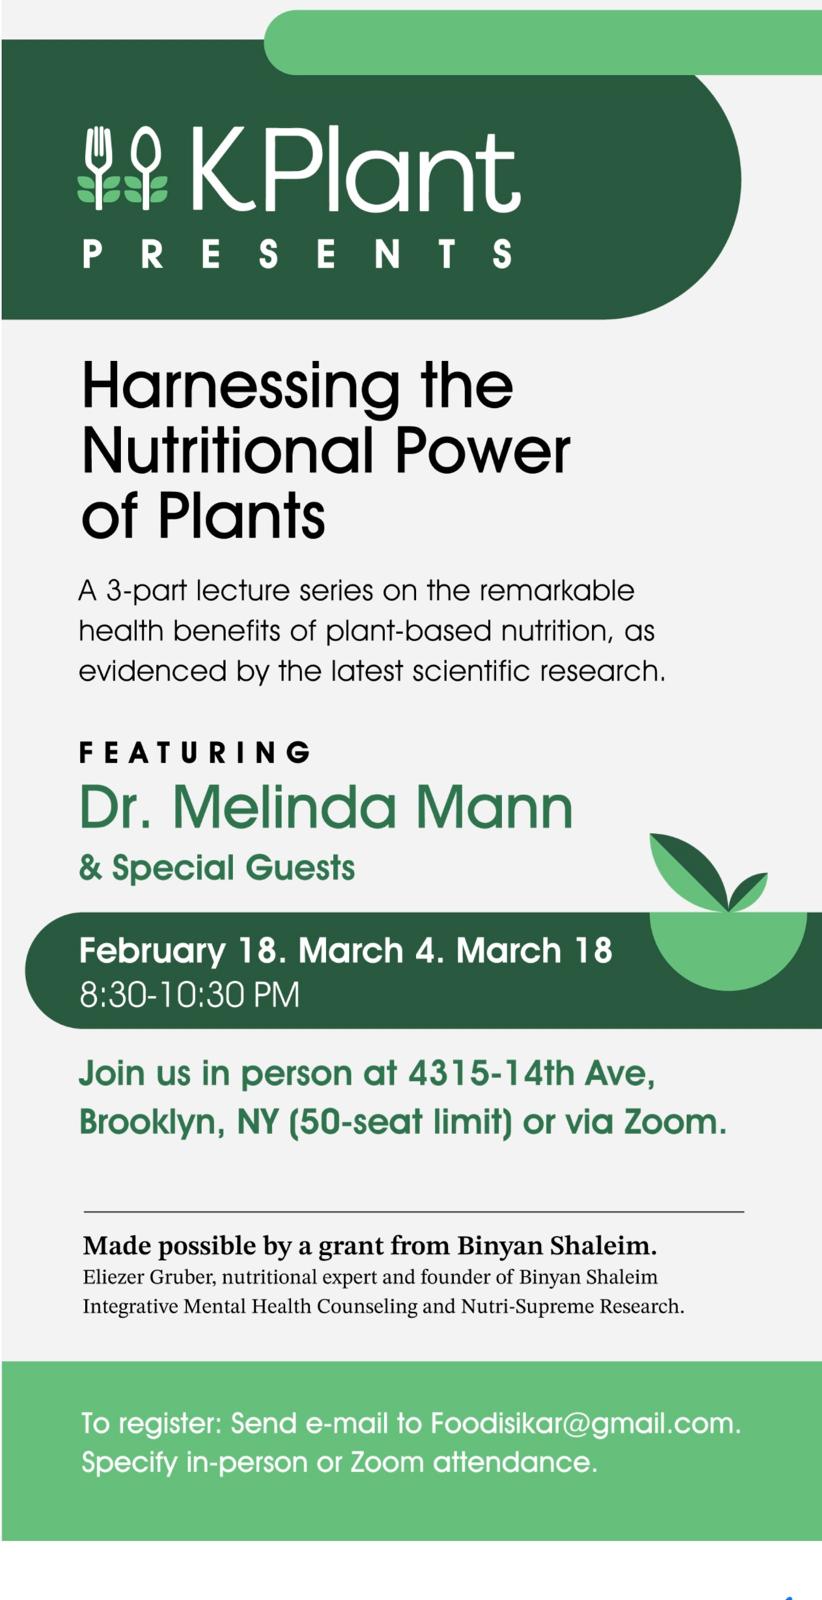 KPlant
PRESENTS
Harnessing the
Nutritional Power
of Plants
A 3-part lecture series on the remarkable
health benefits of plant-based nutrition, as
evidenced by the latest scientific research.
FEATURING
Dr. Melinda Mann
& Special Guests
February 18. March 4. March 18
8:30-10:30 PM
Join us in person at 4315-14th Ave,
Brooklyn, NY (50-seat limit) or via Zoom.
Made possible by a grant from Binyan Shaleim.
Eliezer Gruber, nutritional expert and founder of Binyan Shaleim
Integrative Mental Health Counseling and Nutri-Supreme Research.
To register: Send e-mail to Foodisikar@gmail.com.
Specify in-person or Zoom attendance.